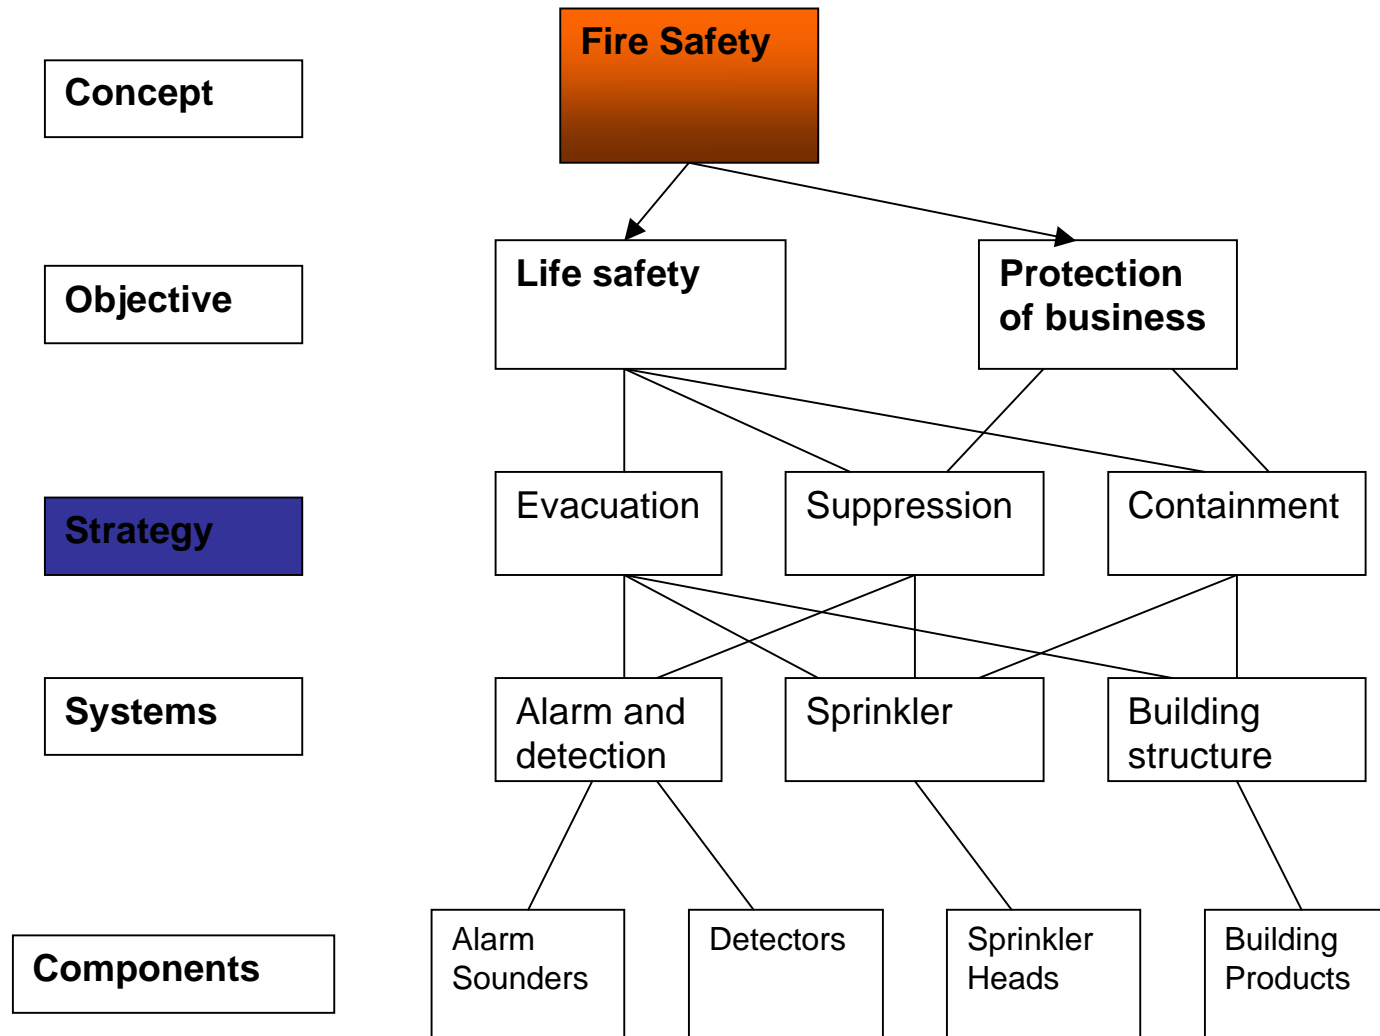 Fire Safety
Concept
Life safety
Protection
of business
Objective
Evacuation
Suppression
Containment
Strategy
Systems
Alarm and
detection
Sprinkler
Building
structure
Components
Alarm
Sounders
Detectors
Sprinkler
Heads
Building
Products